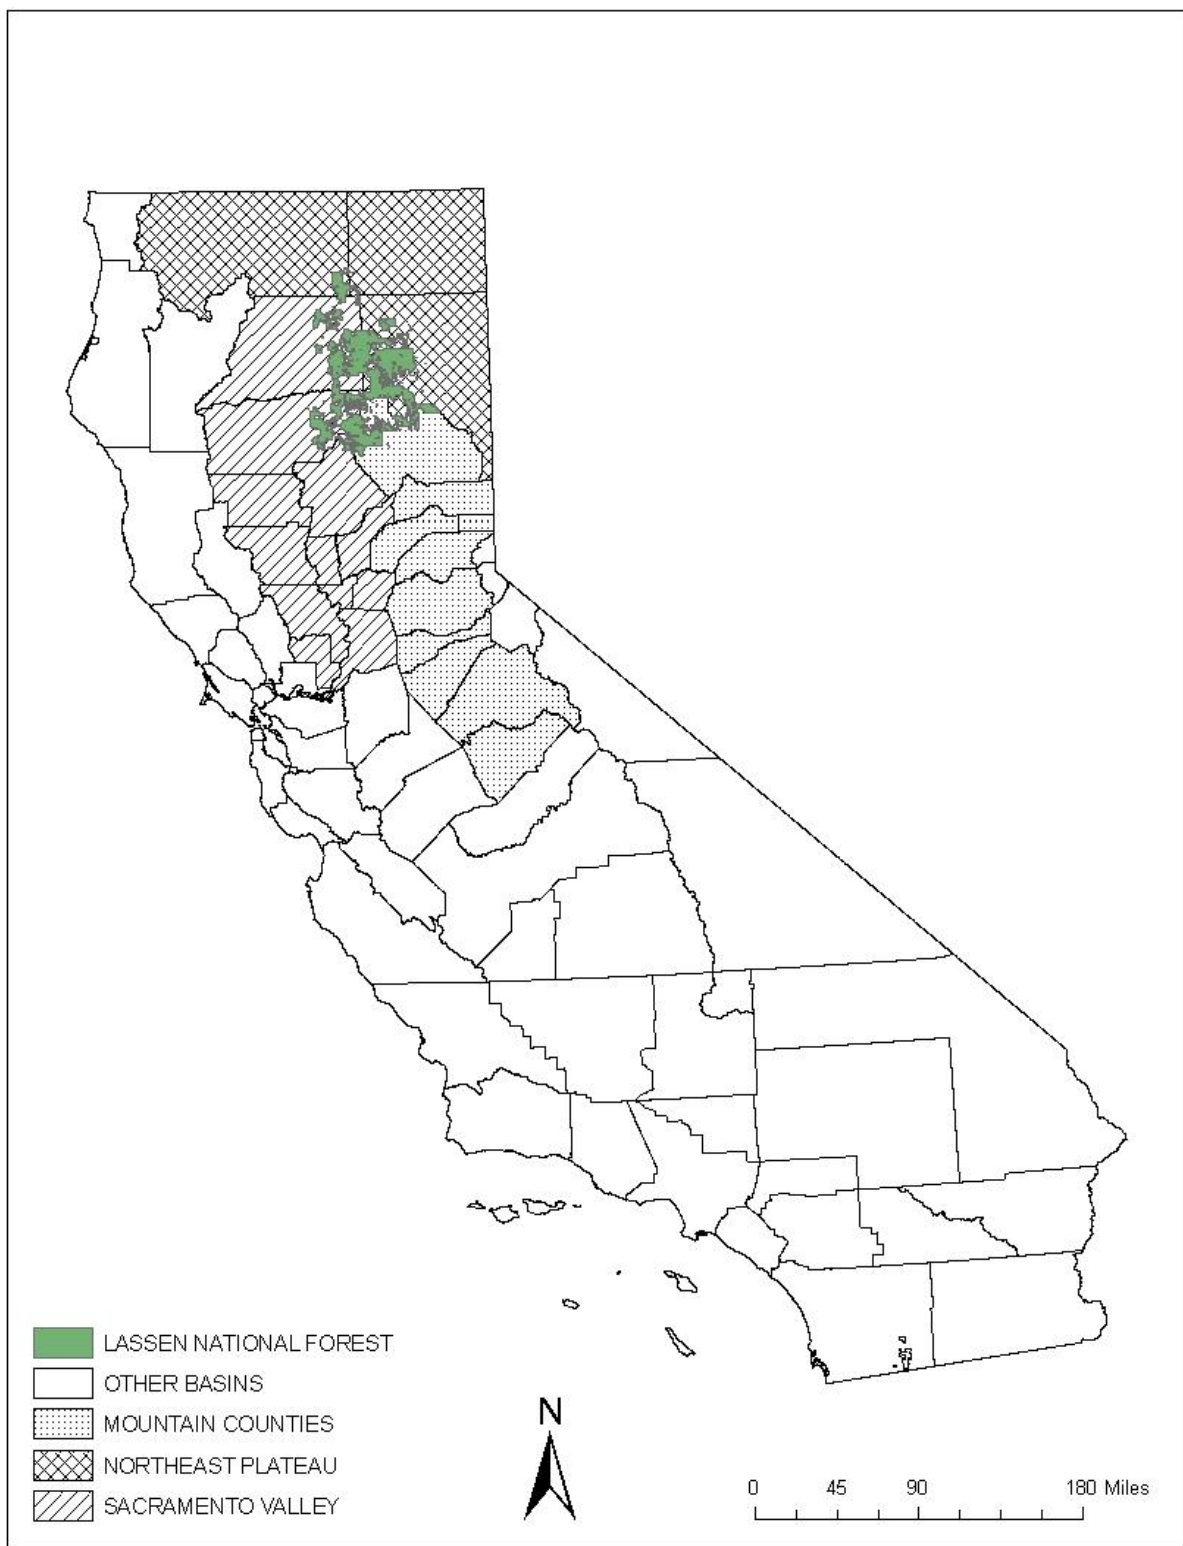 LASSEN NATIONAL FOREST
OTHER BASINS
MOUNTAIN COUNTIES
NORTHEAST PLATEAU
SACRAMENTO VALLEY
N
0 45 90 180 Miles